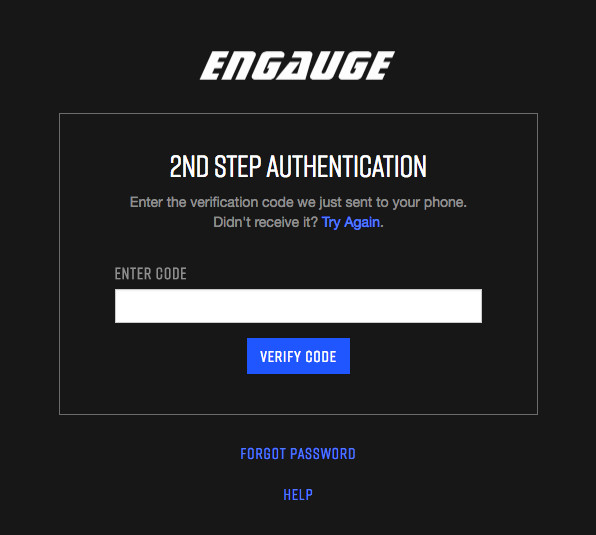 ENGAUGE
2ND STEP AUTHENTICATION
Enter the verification code we just sent to your phone.
Didn't receive it? Try Again.
ENTER CODE
VERIFY CODE
FORGOT PASSWORD
HELP